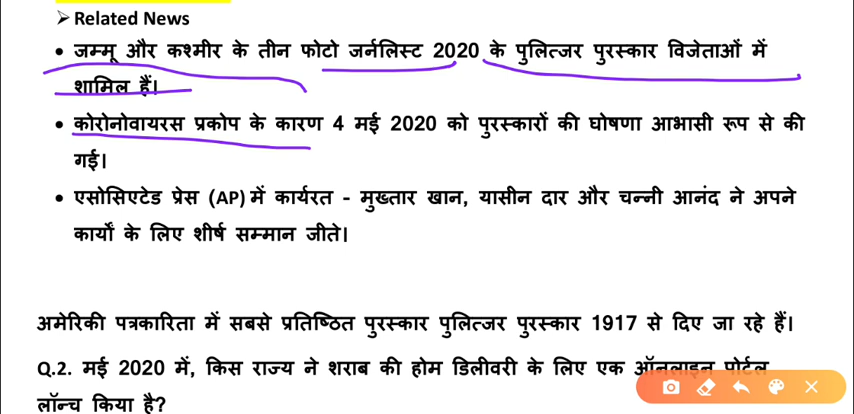 ➢ Related News
• जम्मू और कश्मीर के तीन फोटो जर्नलिस्ट 2020 के पुलित्जर पुरस्कार विजेताओं में
शामिल हैं।
• कोरोनोवायरस प्रकोप के कारण 4 मई 2020 को पुरस्कारों की घोषणा आभासी रूप से की
गई।
• एसोसिएटेड प्रेस (AP) में कार्यरत - मुख्तार खान, यासीन दार और चन्नी आनंद ने अपने
कार्यों के लिए शीर्ष सम्मान जीते।
अमेरिकी पत्रकारिता में सबसे प्रतिष्ठित पुरस्कार पुलित्जर पुरस्कार 1917 से दिए जा रहे हैं।
Q.2. मई 2020 में, किस राज्य ने शराब की होम डिलीवरी के लिए एक ऑनलाइन पोर्टल
लॉन्च किया है?